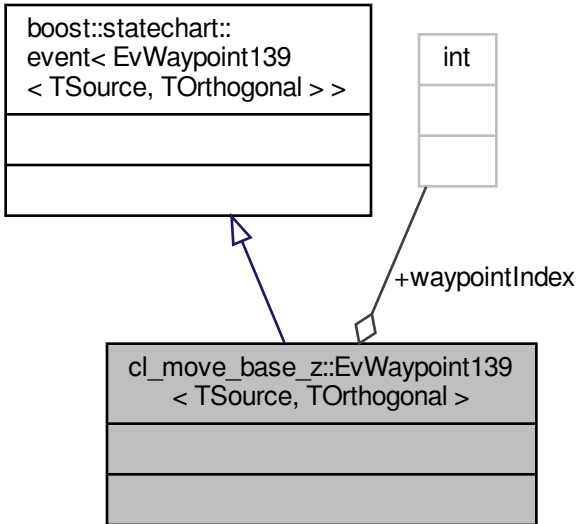 boost::statechart::
event< EvWaypoint139
< TSource, TOrthogonal > >
int
+waypointIndex
cl_move_base_z::EvWaypoint139
< TSource, TOrthogonal >